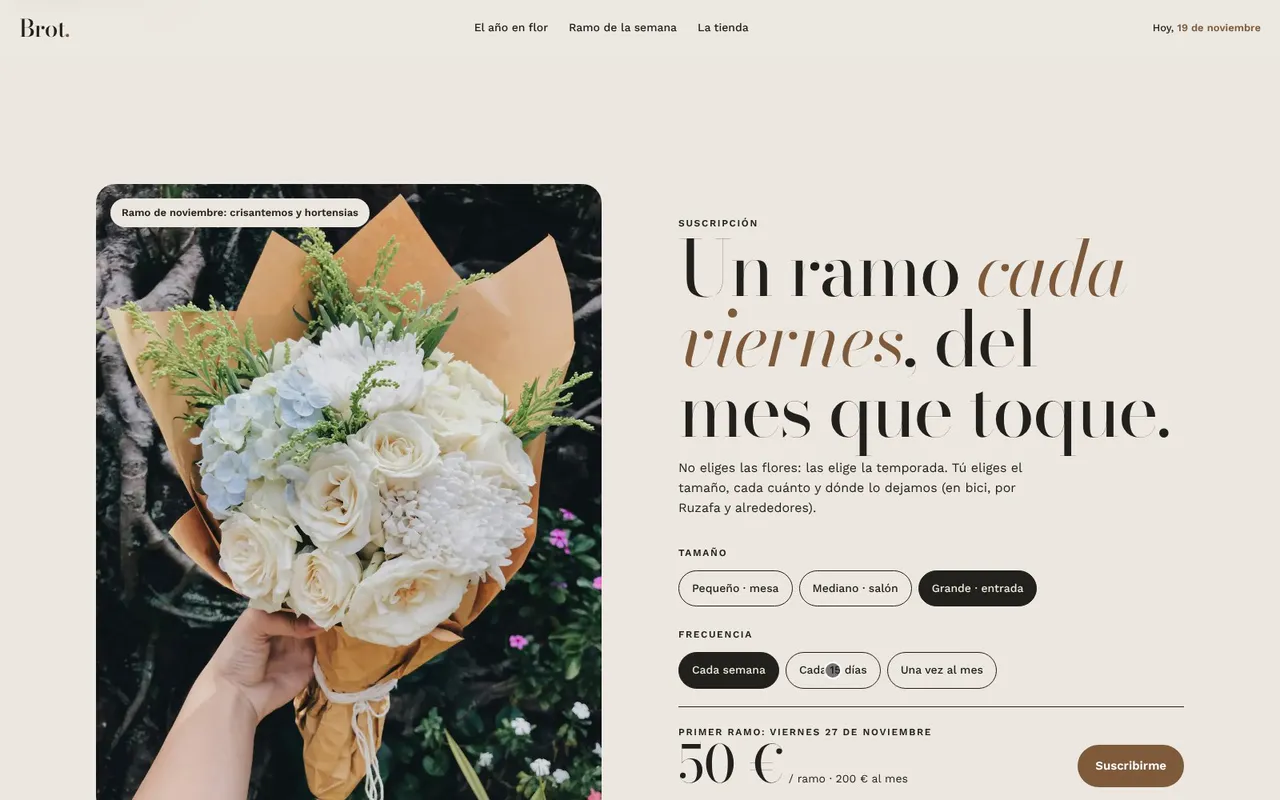 Brot.
El año en flor
Ramo de la semana
La tienda
Hoy, 19 de noviembre
Ramo de noviembre: crisantemos y hortensias
SUSCRIPCIÓN
Un ramo cada
viernes, del
mes que toque.
No eliges las flores: las elige la temporada. Tú eliges el
tamaño, cada cuánto y dónde lo dejamos (en bici, por
Ruzafa y alrededores).
TAMAÑO
Pequeño · mesa
Mediano · salón
Grande · entrada
FRECUENCIA
Cada semana
Cada 15 días
Una vez al mes
PRIMER RAMO: VIERNES 27 DE NOVIEMBRE
50 € / ramo · 200 € al mes
Suscribirme